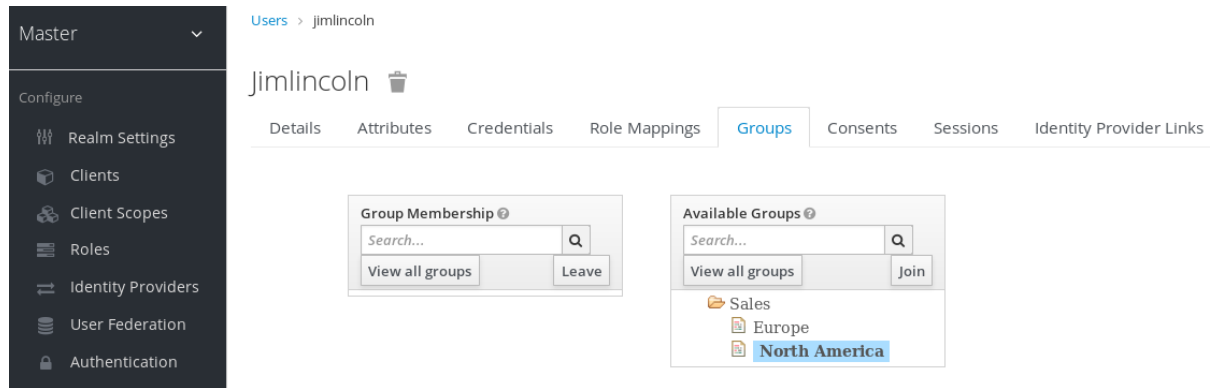 Master
Configure
Realm Settings
Clients
Client Scopes
Roles
Identity Providers
User Federation
Authentication
Users > jimlincoln
Jimlincoln
Details Attributes Credentials Role Mappings Groups Consents Sessions Identity Provider Links
Group Membership
Search...
View all groups Leave
Available Groups
Search...
View all groups Join
Sales
Europe
North America